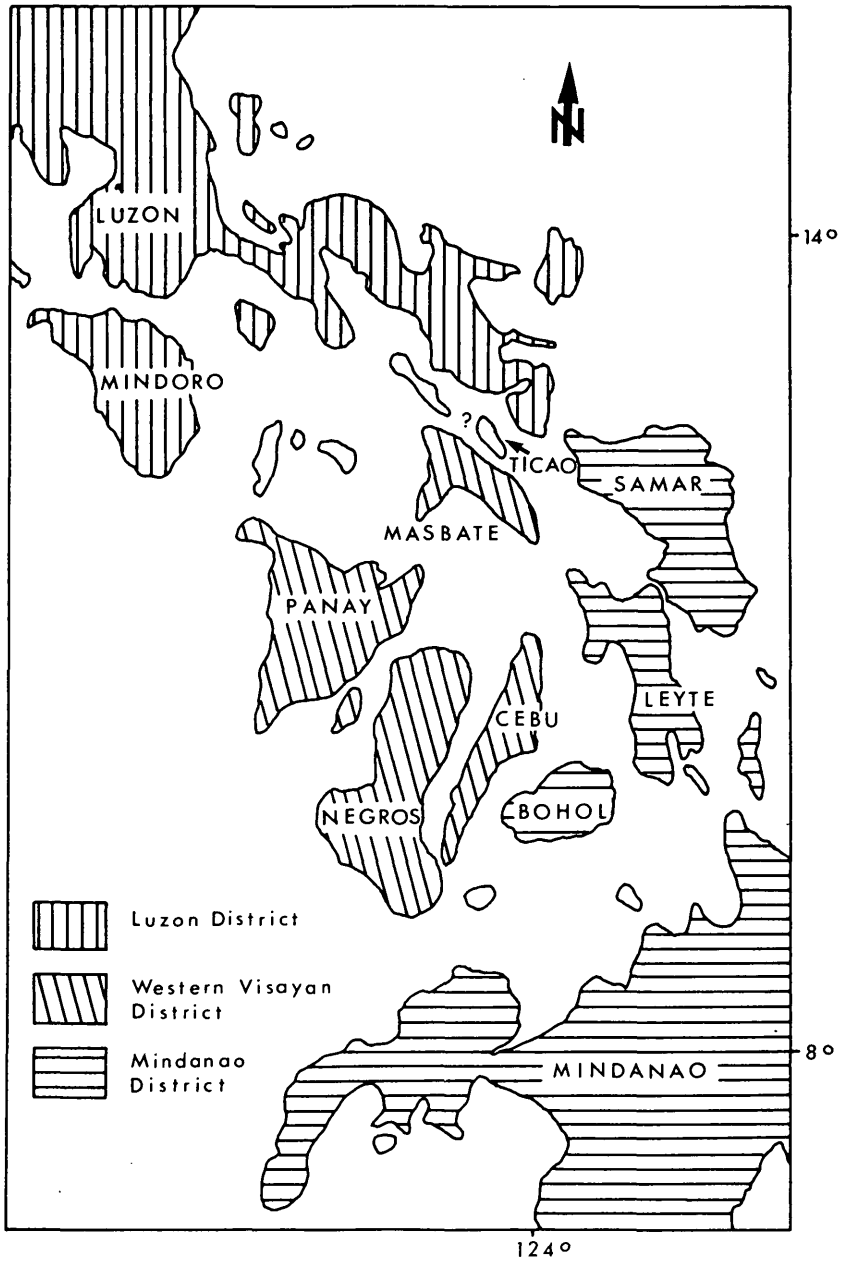 N
14°
LUZON
MINDORO
?
TICAO
SAMAR
MASBATE
PANAY
LEYTE
CEBU
NEGROS
BOHOL
Luzon District
Western Visayan
District
Mindanao
District
8°
MINDANAO
124°